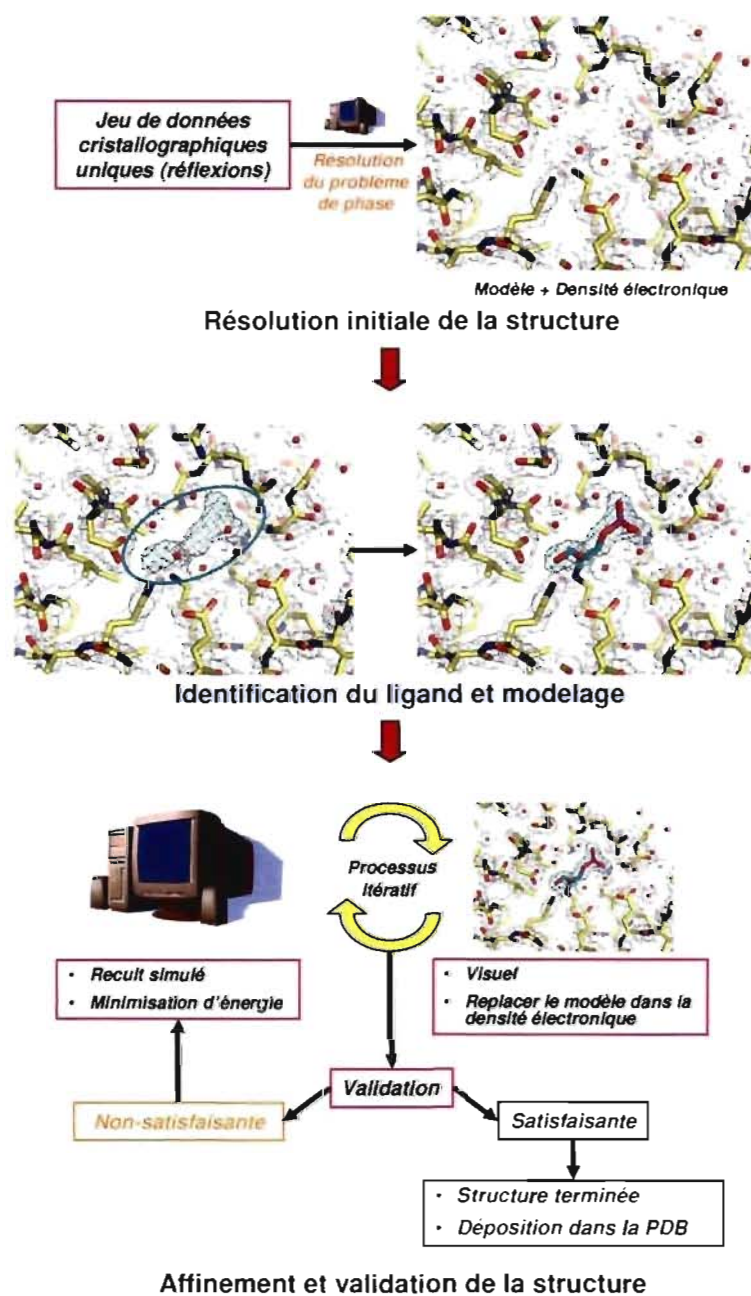 Jeu de données
cristallographiques
uniques (réflexions)
Résolution
du problème
de phase
Modèle + Densité électronique
Résolution initiale de la structure
Identification du ligand et modelage
Processus
itératif
• Recuit simulé
• Minimisation d'énergie
• Visuel
• Replacer le modèle dans la
densité électronique
Validation
Non-satisfaisante
Satisfaisante
• Structure terminée
• Déposition dans la PDB
Affinement et validation de la structure